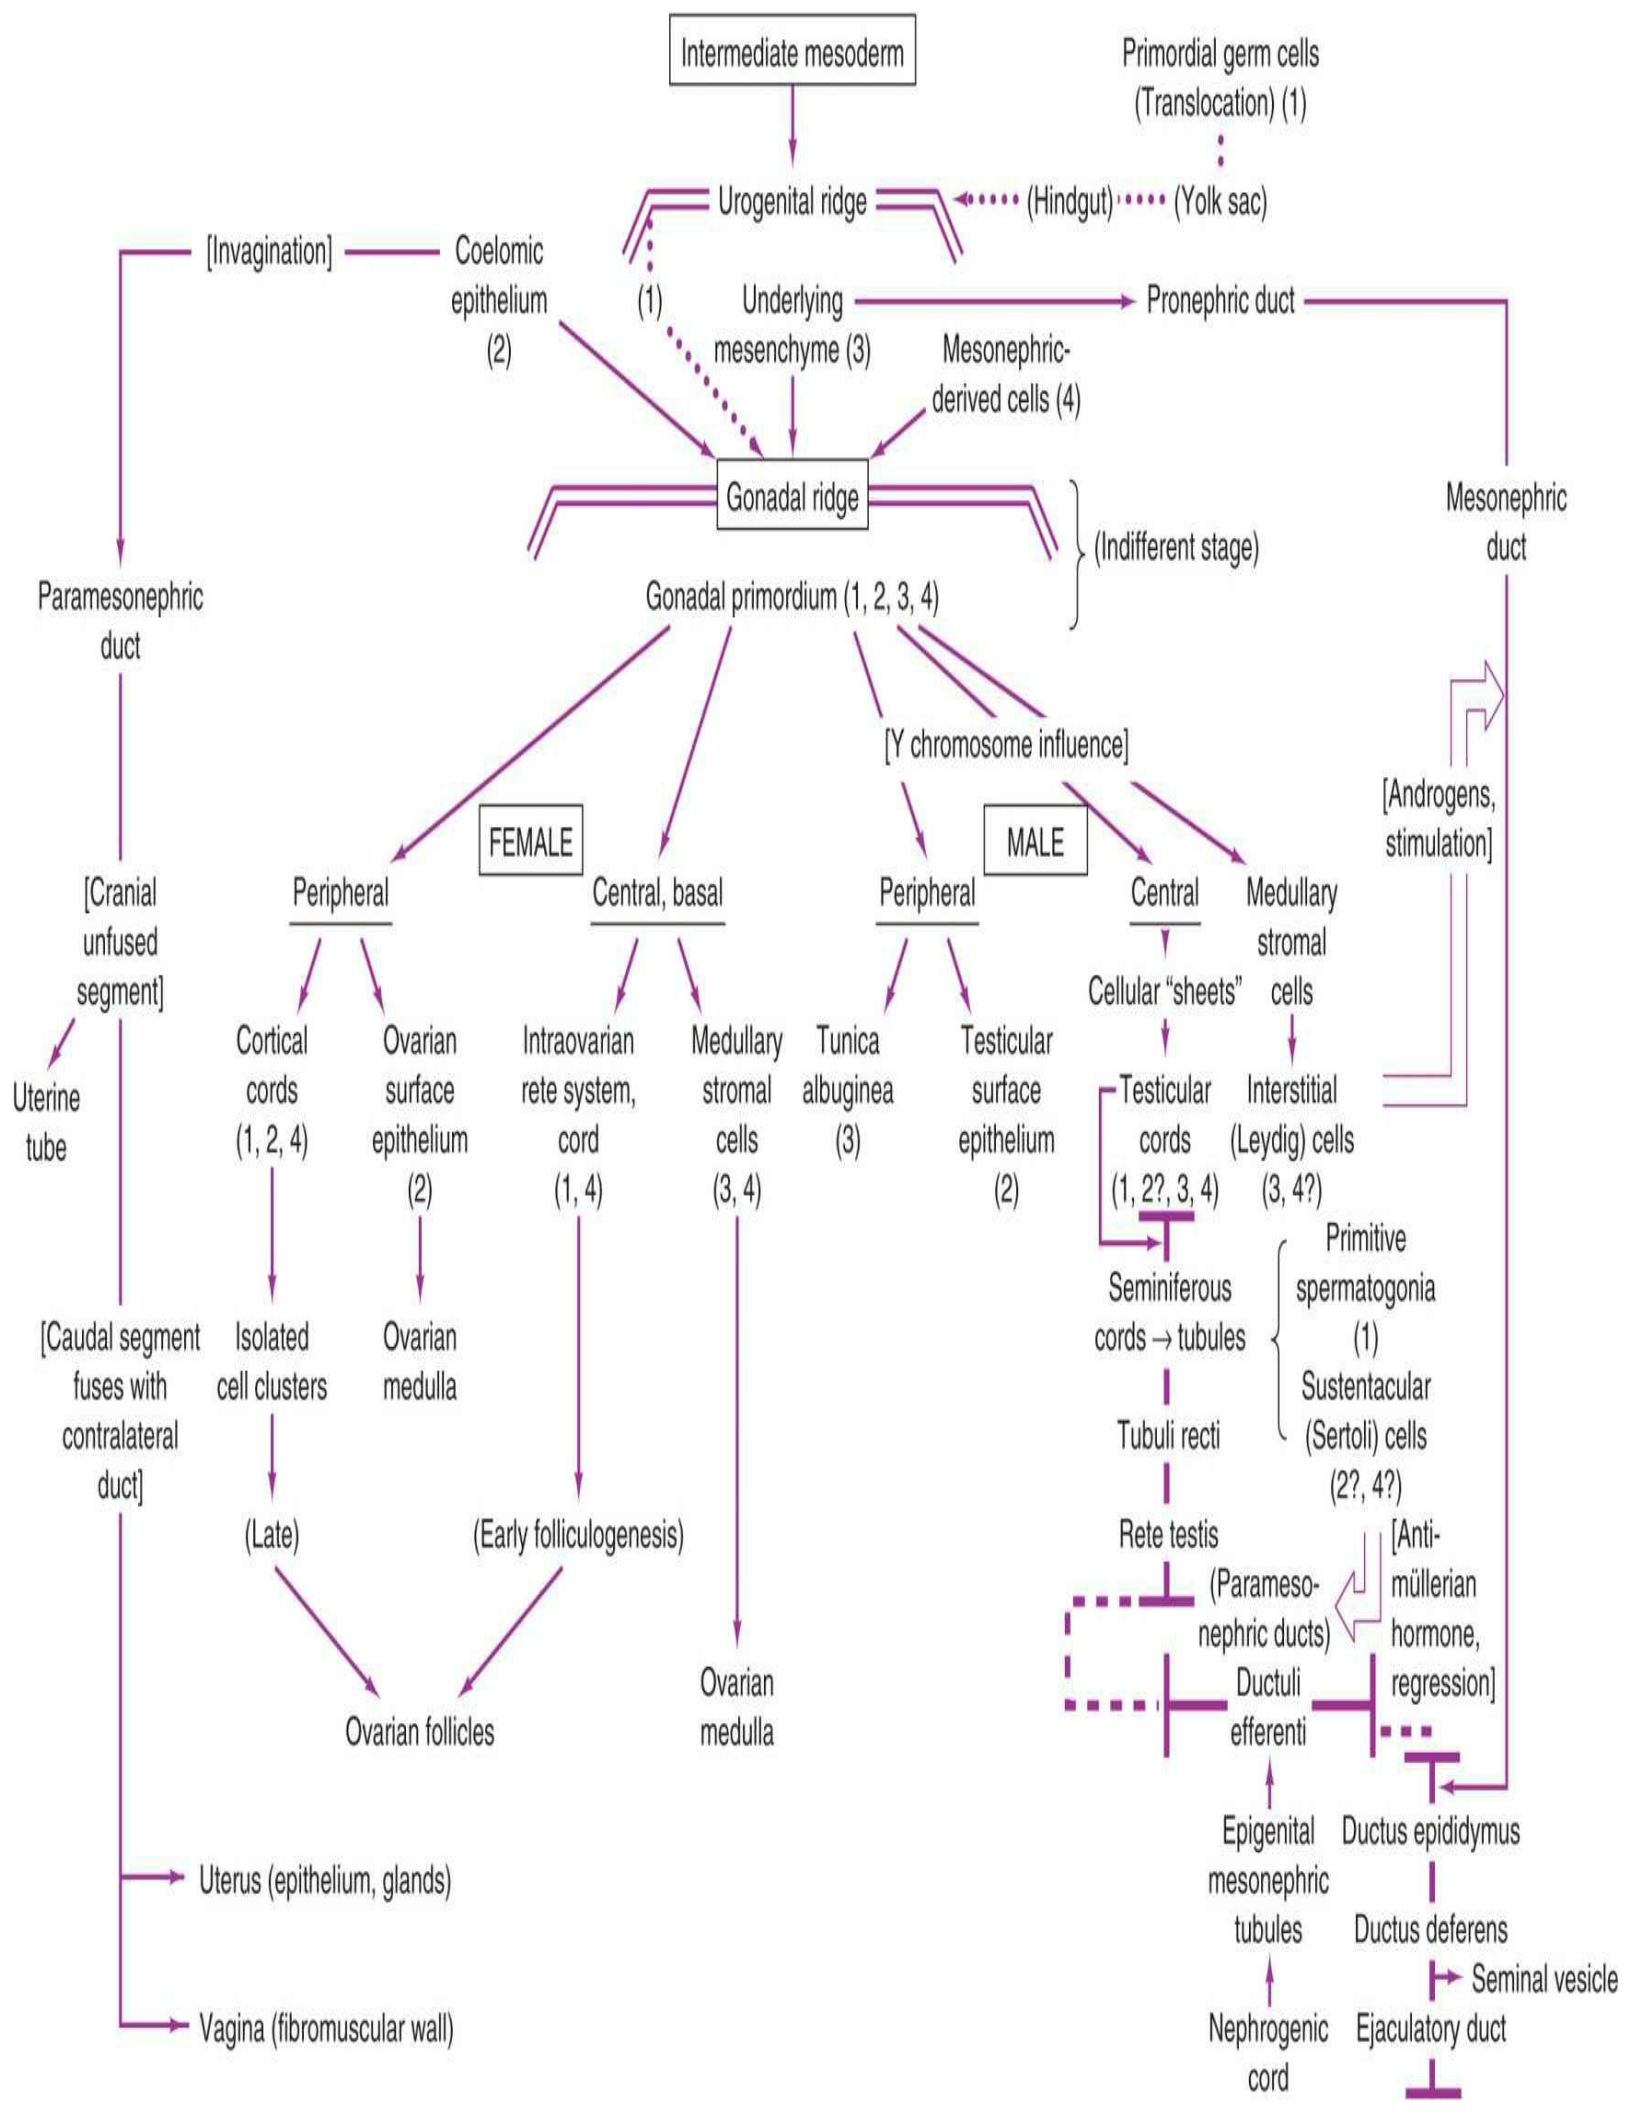 Intermediate mesoderm
Primordial germ cells
(Translocation) (1)
Urogenital ridge
(Hindgut)
(Yolk sac)
[Invagination]
Coelomic
epithelium
(2)
(1)
Underlying
mesenchyme (3)
Pronephric duct
Mesonephric-
derived cells (4)
Gonadal ridge
Mesonephric
duct
(Indifferent stage)
Paramesonephric
duct
Gonadal primordium (1, 2, 3, 4)
[Y chromosome influence]
[Androgens,
stimulation]
FEMALE
MALE
[Cranial
unfused
segment]
Peripheral
Central, basal
Peripheral
Central
Medullary
stromal
cells
Cellular “sheets”
Uterine
tube
Cortical
cords
(1, 2, 4)
Ovarian
surface
epithelium
(2)
Intraovarian
rete system,
cord
(1, 4)
Medullary
stromal
cells
(3, 4)
Tunica
albuginea
(3)
Testicular
surface
epithelium
(2)
Testicular
cords
(1, 2?, 3, 4)
Interstitial
(Leydig) cells
(3, 4?)
Seminiferous
cords → tubules
Primitive
spermatogonia
(1)
Sustentacular
(Sertoli) cells
(2?, 4?)
[Caudal segment
fuses with
contralateral
duct]
Isolated
cell clusters
Ovarian
medulla
Tubuli recti
(Late)
(Early folliculogenesis)
Rete testis
[Anti-
müllerian
hormone,
regression]
(Parameso-
nephric ducts)
Ovarian follicles
Ovarian
medulla
Ductuli
efferenti
Epigenital
mesonephric
tubules
Ductus epididymus
Uterus (epithelium, glands)
Ductus deferens
Seminal vesicle
Vagina (fibromuscular wall)
Nephrogenic
cord
Ejaculatory duct